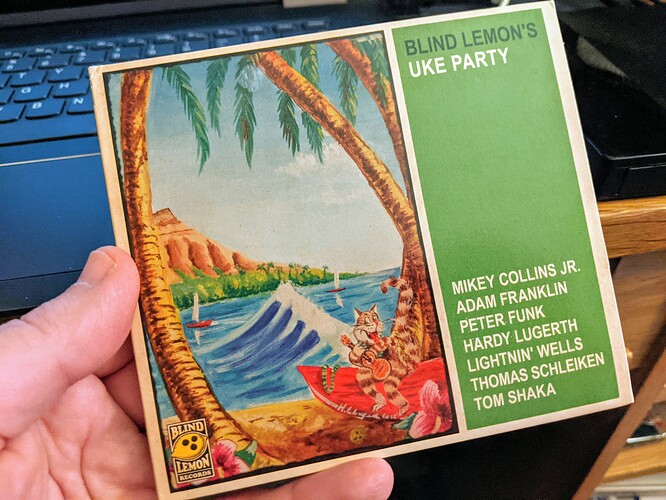 BLIND LEMON'S
UKE PARTY
MIKEY COLLINS JR.
ADAM FRANKLIN
PETER FUNK
HARDY LUGERTH
LIGHTNIN' WELLS
THOMAS SCHLEIKEN
TOM SHAKA
BLIND
LEMON
RECORDS